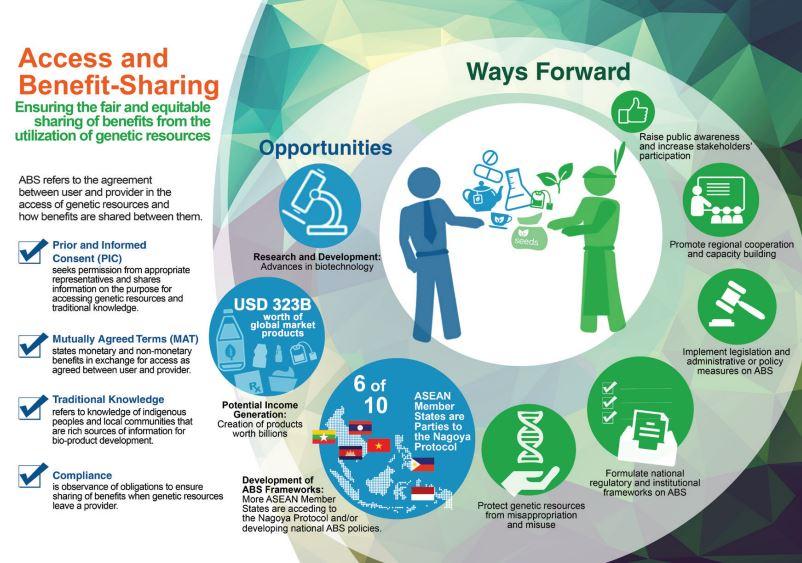 Access and
Benefit-Sharing
Ensuring the fair and equitable
sharing of benefits from the
utilization of genetic resources
ABS refers to the agreement
between user and provider in the
access of genetic resources and
how benefits are shared between them.
Prior and Informed
Consent (PIC)
seeks permission from appropriate
representatives and shares
information on the purpose for
accessing genetic resources and
traditional knowledge.
Mutually Agreed Terms (MAT)
states monetary and non-monetary
benefits in exchange for access as
agreed between user and provider.
Traditional Knowledge
refers to knowledge of indigenous
peoples and local communities that
are rich sources of information for
bio-product development.
Compliance
is observance of obligations to ensure
sharing of benefits when genetic resources
leave a provider.
Opportunities
Research and Development:
Advances in biotechnology
USD 323B
worth of
global market
products
Rx
Potential Income
Generation:
Creation of products
worth billions
6 of
10
ASEAN
Member
States are
Parties to
the Nagoya
Protocol
Development of
ABS Frameworks:
More ASEAN Member
States are acceding to
the Nagoya Protocol and/or
developing national ABS policies.
seeds
Ways Forward
Raise public awareness
and increase stakeholders'
participation
Promote regional cooperation
and capacity building
Implement legislation and
administrative or policy
measures on ABS
Formulate national
regulatory and institutional
frameworks on ABS
Protect genetic resources
from misappropriation
and misuse